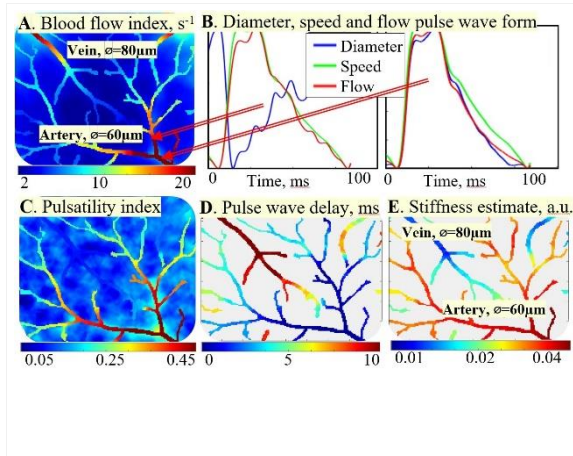 A. Blood flow index, s⁻¹
Vein, ø=80µm
Artery, ø=60µm
2 10 20
B. Diameter, speed and flow pulse wave form
Diameter
Speed
Flow
0 100
Time, ms
0 100
Time, ms
C. Pulsatility index
0.05 0.25 0.45
D. Pulse wave delay, ms
0 5 10
E. Stiffness estimate, a.u.
Vein, ø=80µm
Artery, ø=60µm
0.01 0.02 0.04